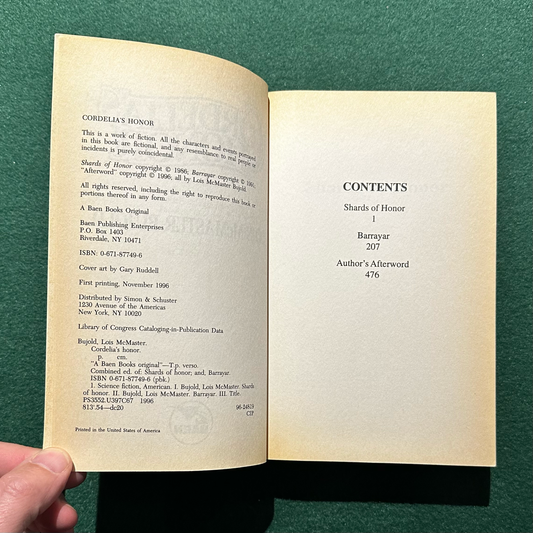 CORDELIA'S HONOR
This is a work of fiction. All the characters and events portrayed
in this book are fictional, and any resemblance to real people or
incidents is purely coincidental.
Shards of Honor copyright © 1986; Barrayar copyright © 1991,
"Afterword" copyright © 1996, all by Lois McMaster Bujold.
All rights reserved, including the right to reproduce this book or
portions thereof in any form.
A Baen Books Original
Baen Publishing Enterprises
P.O. Box 1403
Riverdale, NY 10471
ISBN: 0-671-87749-6
Cover art by Gary Ruddell
First printing, November 1996
Distributed by Simon & Schuster
1230 Avenue of the Americas
New York, NY 10020
Library of Congress Cataloging-in-Publication Data
Bujold, Lois McMaster.
Cordelia's honor.
p. cm.
"A Baen Books original"—T.p. verso.
Combined ed. of: Shards of honor; and; Barrayar.
ISBN 0-671-87749-6 (pbk.)
1. Science fiction, American. I. Bujold, Lois McMaster. Shards
of honor. II. Bujold, Lois McMaster. Barrayar. III. Title.
PS3552.U397C67 1996
813'.54—dc20 96-24819
CIP
Printed in the United States of America
CONTENTS
Shards of Honor
1
Barrayar
207
Author's Afterword
476